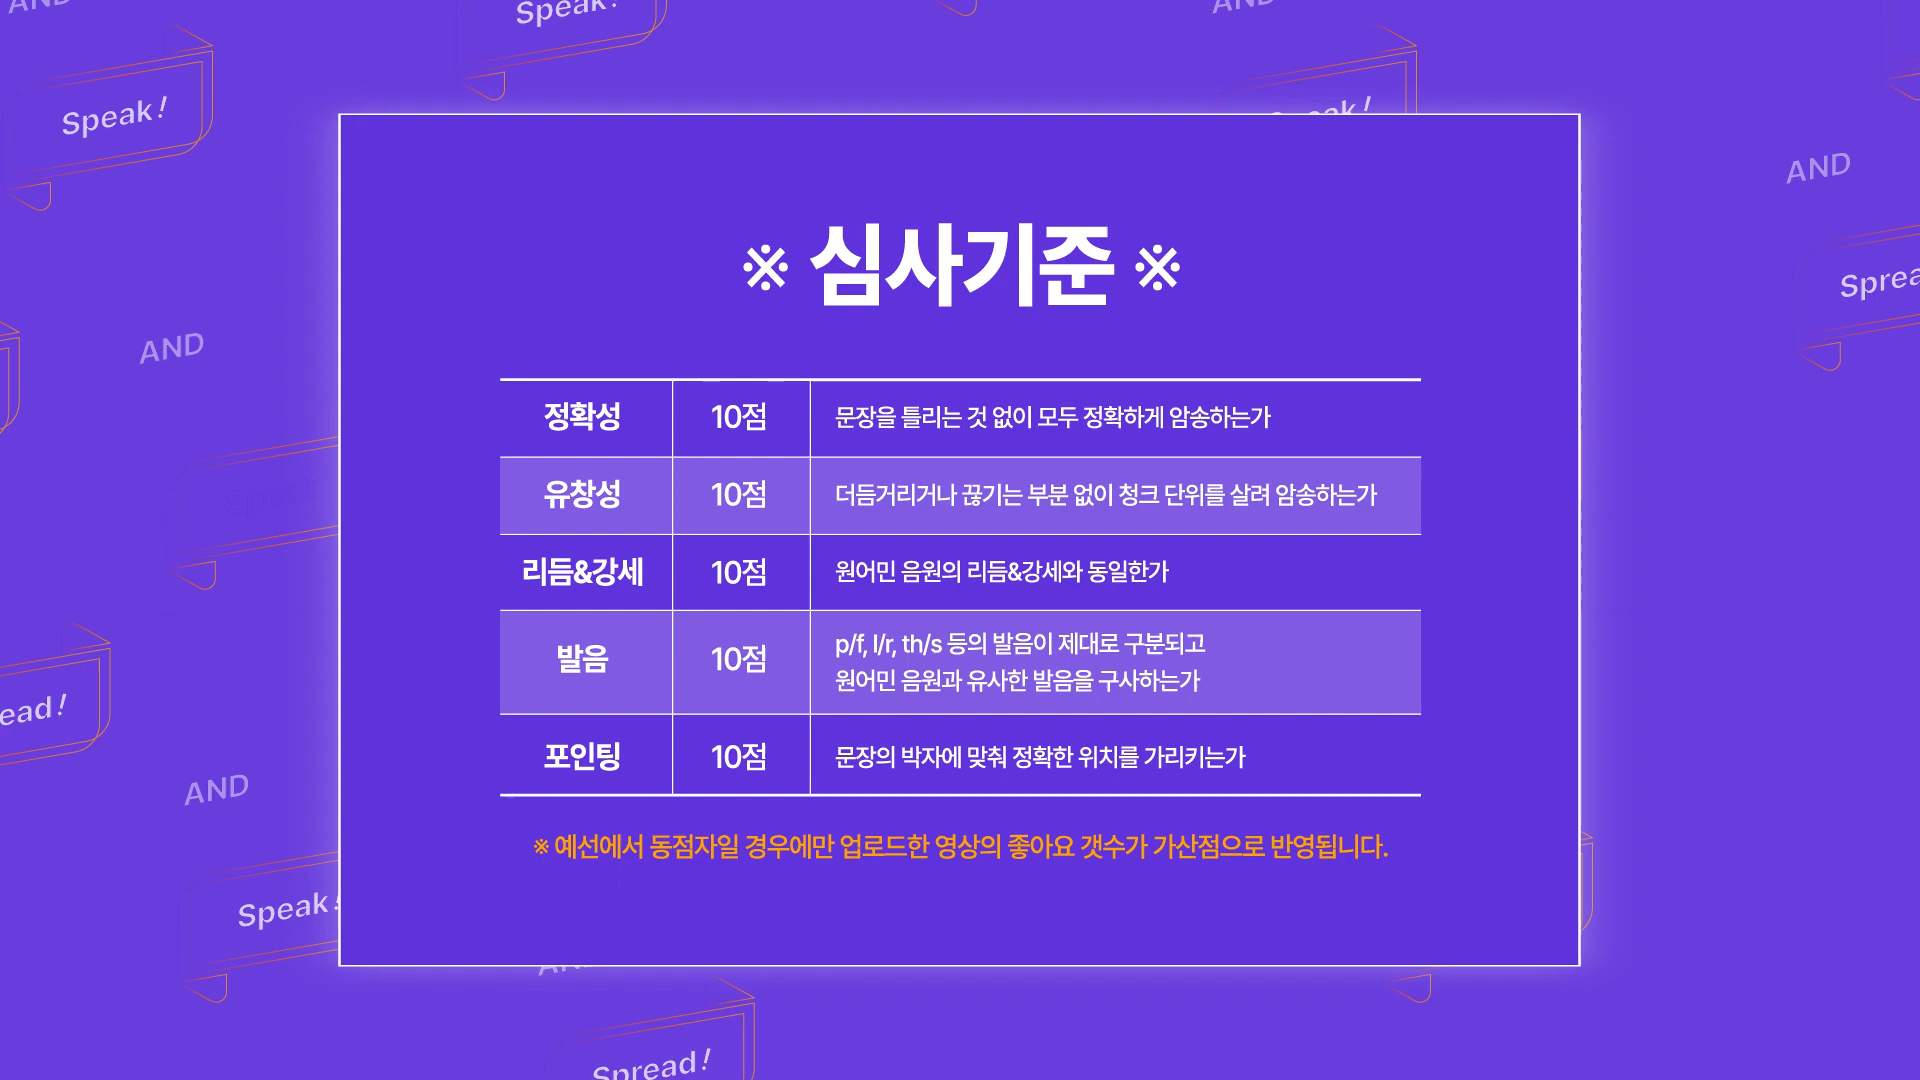 AND
Speak!
AND
Speak!
AND
Spread!
AND
Speak!
Spread!
※ 심사기준 ※
정확성 10점 문장을 틀리는 것 없이 모두 정확하게 암송하는가
유창성 10점 더듬거리거나 끊기는 부분 없이 청크 단위를 살려 암송하는가
리듬&강세 10점 원어민 음원의 리듬&강세와 동일한가
발음 10점 p/f, l/r, th/s 등의 발음이 제대로 구분되고
원어민 음원과 유사한 발음을 구사하는가
포인팅 10점 문장의 박자에 맞춰 정확한 위치를 가리키는가
※ 예선에서 동점자일 경우에만 업로드한 영상의 좋아요 갯수가 가산점으로 반영됩니다.
AND